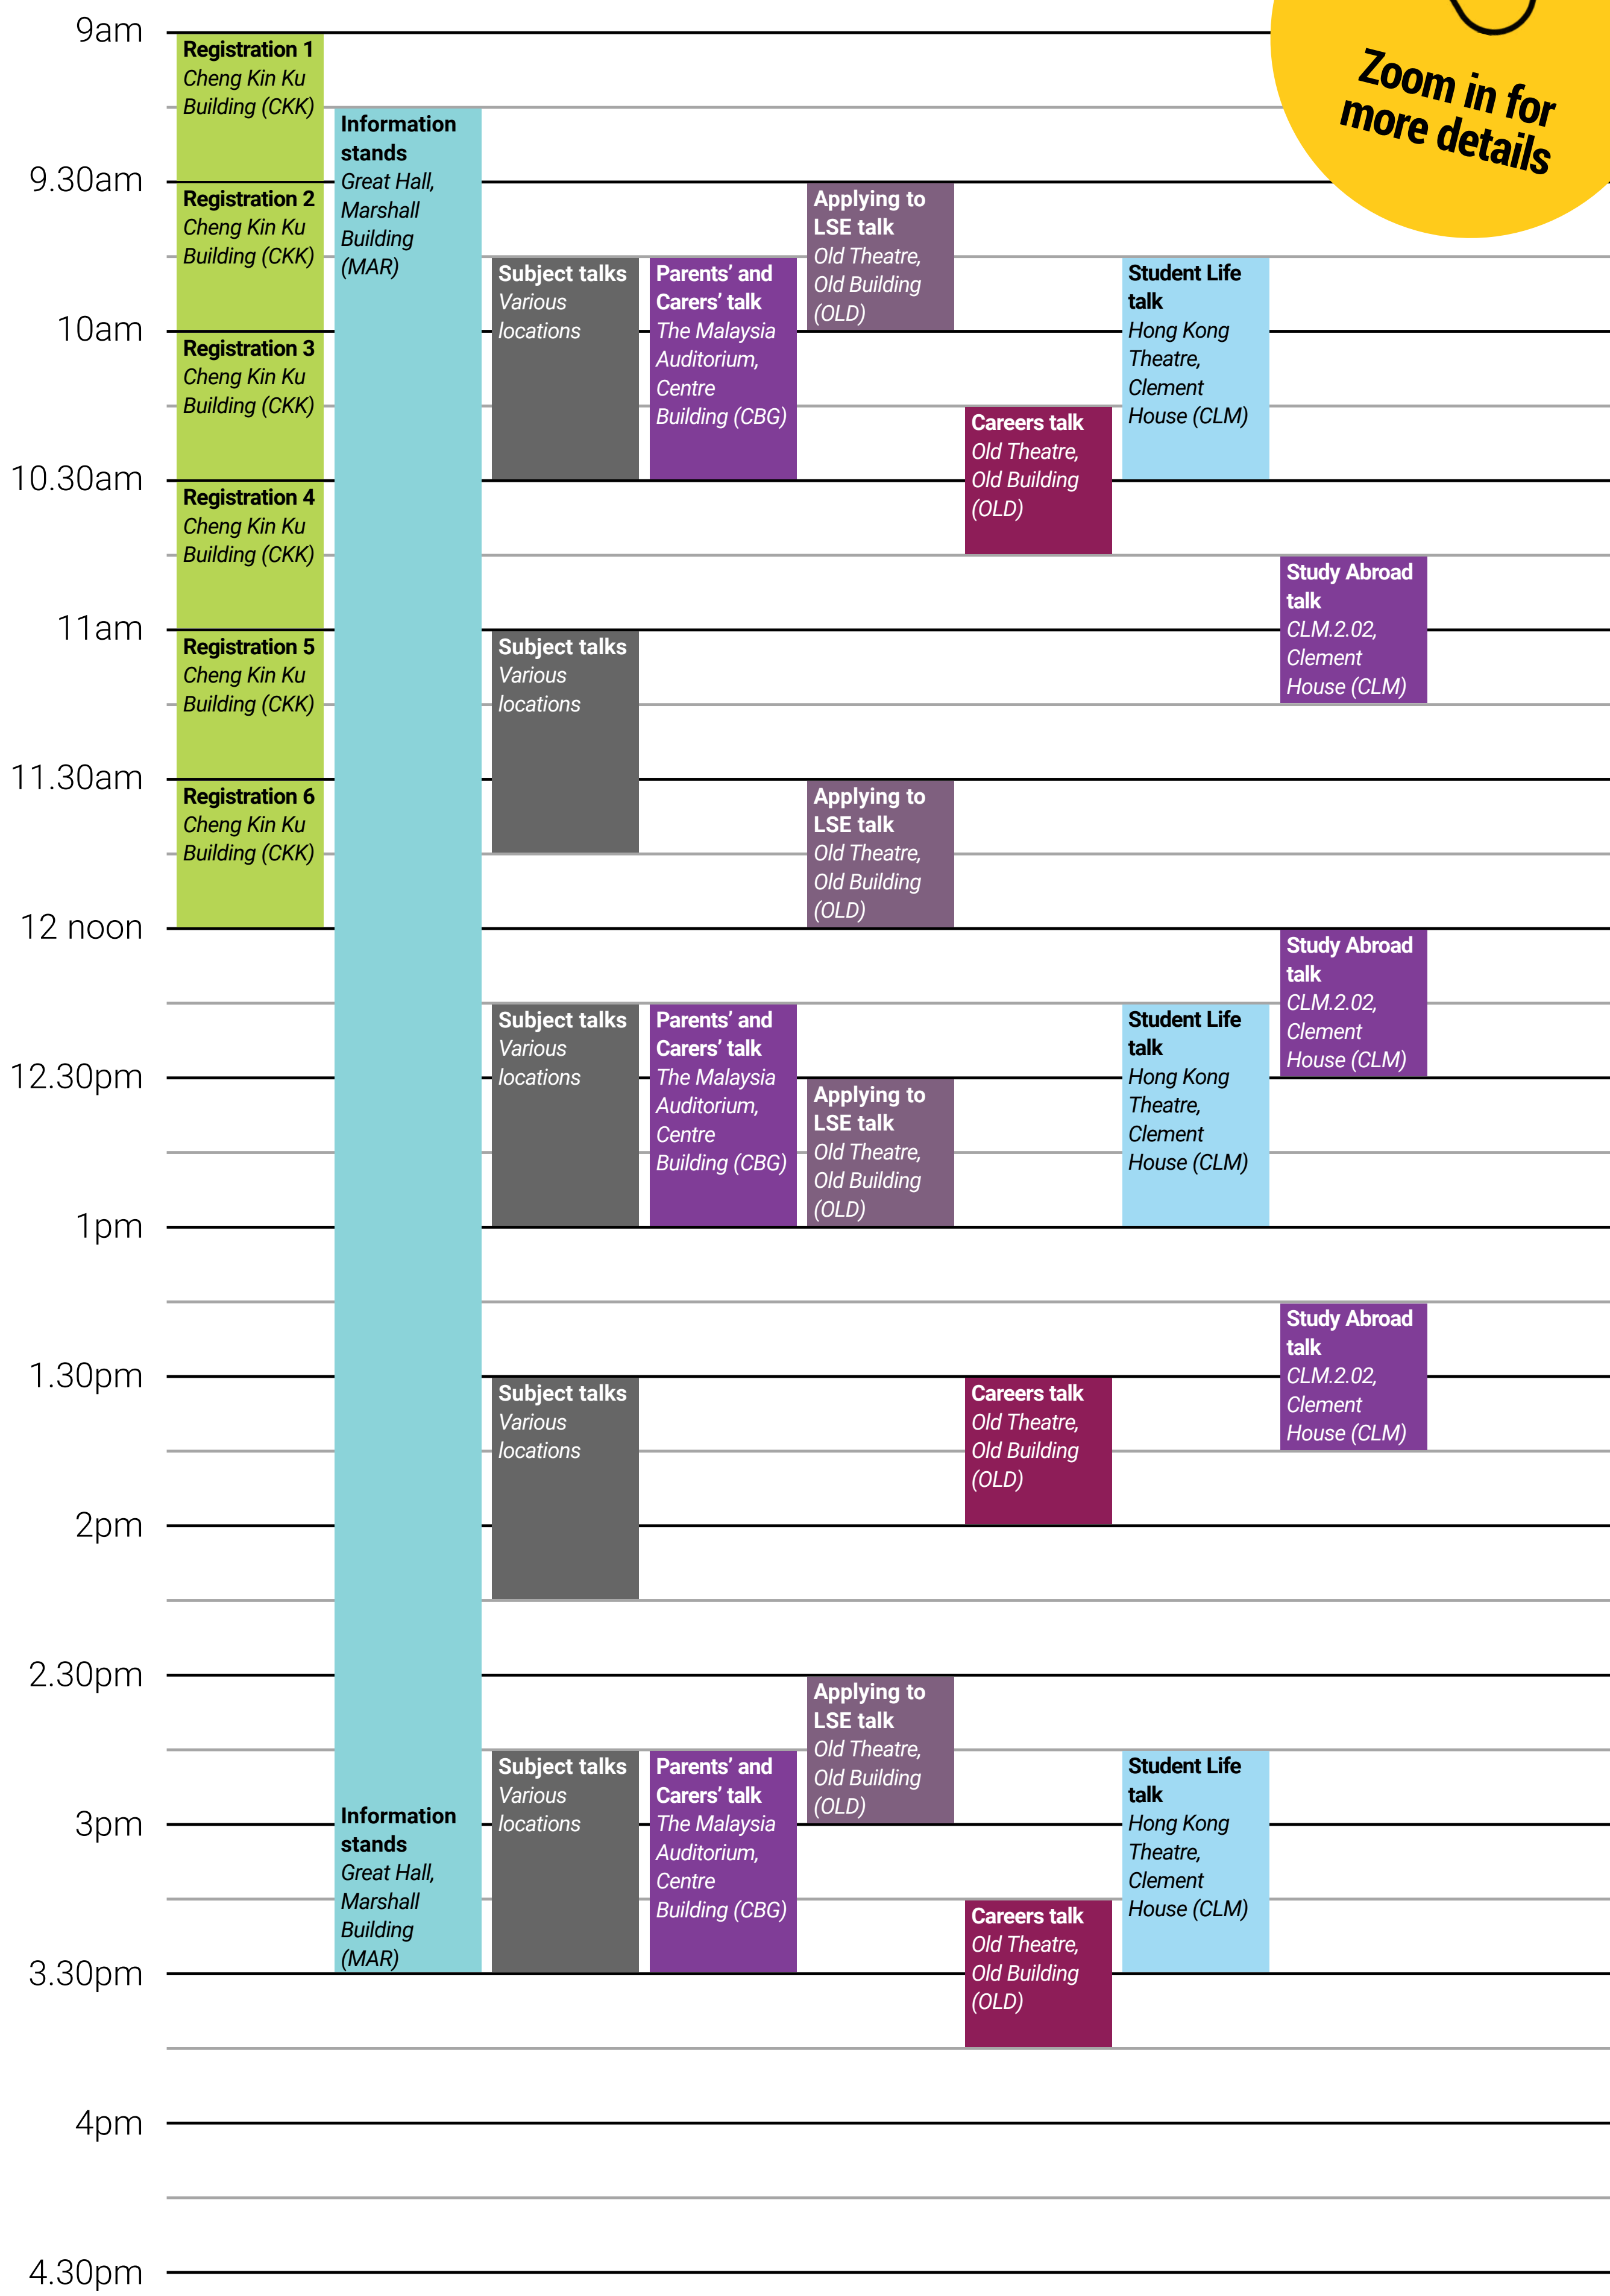 9am
9.30am
10am
10.30am
11am
11.30am
12 noon
12.30pm
1pm
1.30pm
2pm
2.30pm
3pm
3.30pm
4pm
4.30pm
Registration 1
Cheng Kin Ku
Building (CKK)
Registration 2
Cheng Kin Ku
Building (CKK)
Registration 3
Cheng Kin Ku
Building (CKK)
Registration 4
Cheng Kin Ku
Building (CKK)
Registration 5
Cheng Kin Ku
Building (CKK)
Registration 6
Cheng Kin Ku
Building (CKK)
Information
stands
Great Hall,
Marshall
Building
(MAR)
Information
stands
Great Hall,
Marshall
Building
(MAR)
Subject talks
Various
locations
Subject talks
Various
locations
Subject talks
Various
locations
Subject talks
Various
locations
Subject talks
Various
locations
Parents’ and
Carers’ talk
The Malaysia
Auditorium,
Centre
Building (CBG)
Parents’ and
Carers’ talk
The Malaysia
Auditorium,
Centre
Building (CBG)
Parents’ and
Carers’ talk
The Malaysia
Auditorium,
Centre
Building (CBG)
Applying to
LSE talk
Old Theatre,
Old Building
(OLD)
Applying to
LSE talk
Old Theatre,
Old Building
(OLD)
Applying to
LSE talk
Old Theatre,
Old Building
(OLD)
Applying to
LSE talk
Old Theatre,
Old Building
(OLD)
Careers talk
Old Theatre,
Old Building
(OLD)
Careers talk
Old Theatre,
Old Building
(OLD)
Careers talk
Old Theatre,
Old Building
(OLD)
Student Life
talk
Hong Kong
Theatre,
Clement
House (CLM)
Student Life
talk
Hong Kong
Theatre,
Clement
House (CLM)
Student Life
talk
Hong Kong
Theatre,
Clement
House (CLM)
Study Abroad
talk
CLM.2.02,
Clement
House (CLM)
Study Abroad
talk
CLM.2.02,
Clement
House (CLM)
Study Abroad
talk
CLM.2.02,
Clement
House (CLM)
Zoom in for
more details